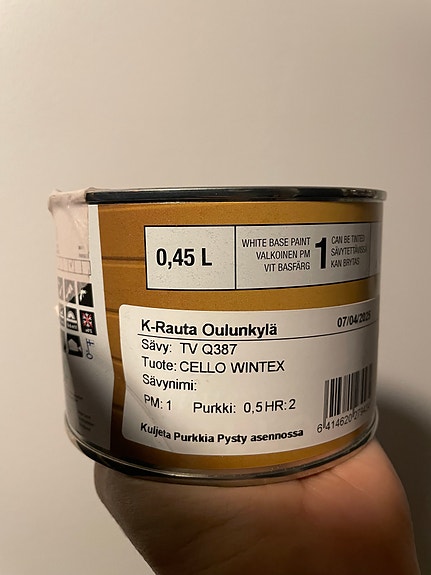 0,45 L
WHITE BASE PAINT
VALKOINEN PM
VIT BASFÄRG
1
CAN BE TINTED
SÄVYTETTÄVISSÄ
KAN BRYTAS
K-Rauta Oulunkylä
07/04/2025
Sävy: TV Q387
Tuote: CELLO WINTEX
Sävynimi:
PM: 1 Purkki: 0,5 HR: 2
Kuljeta Purkkia Pysty asennossa